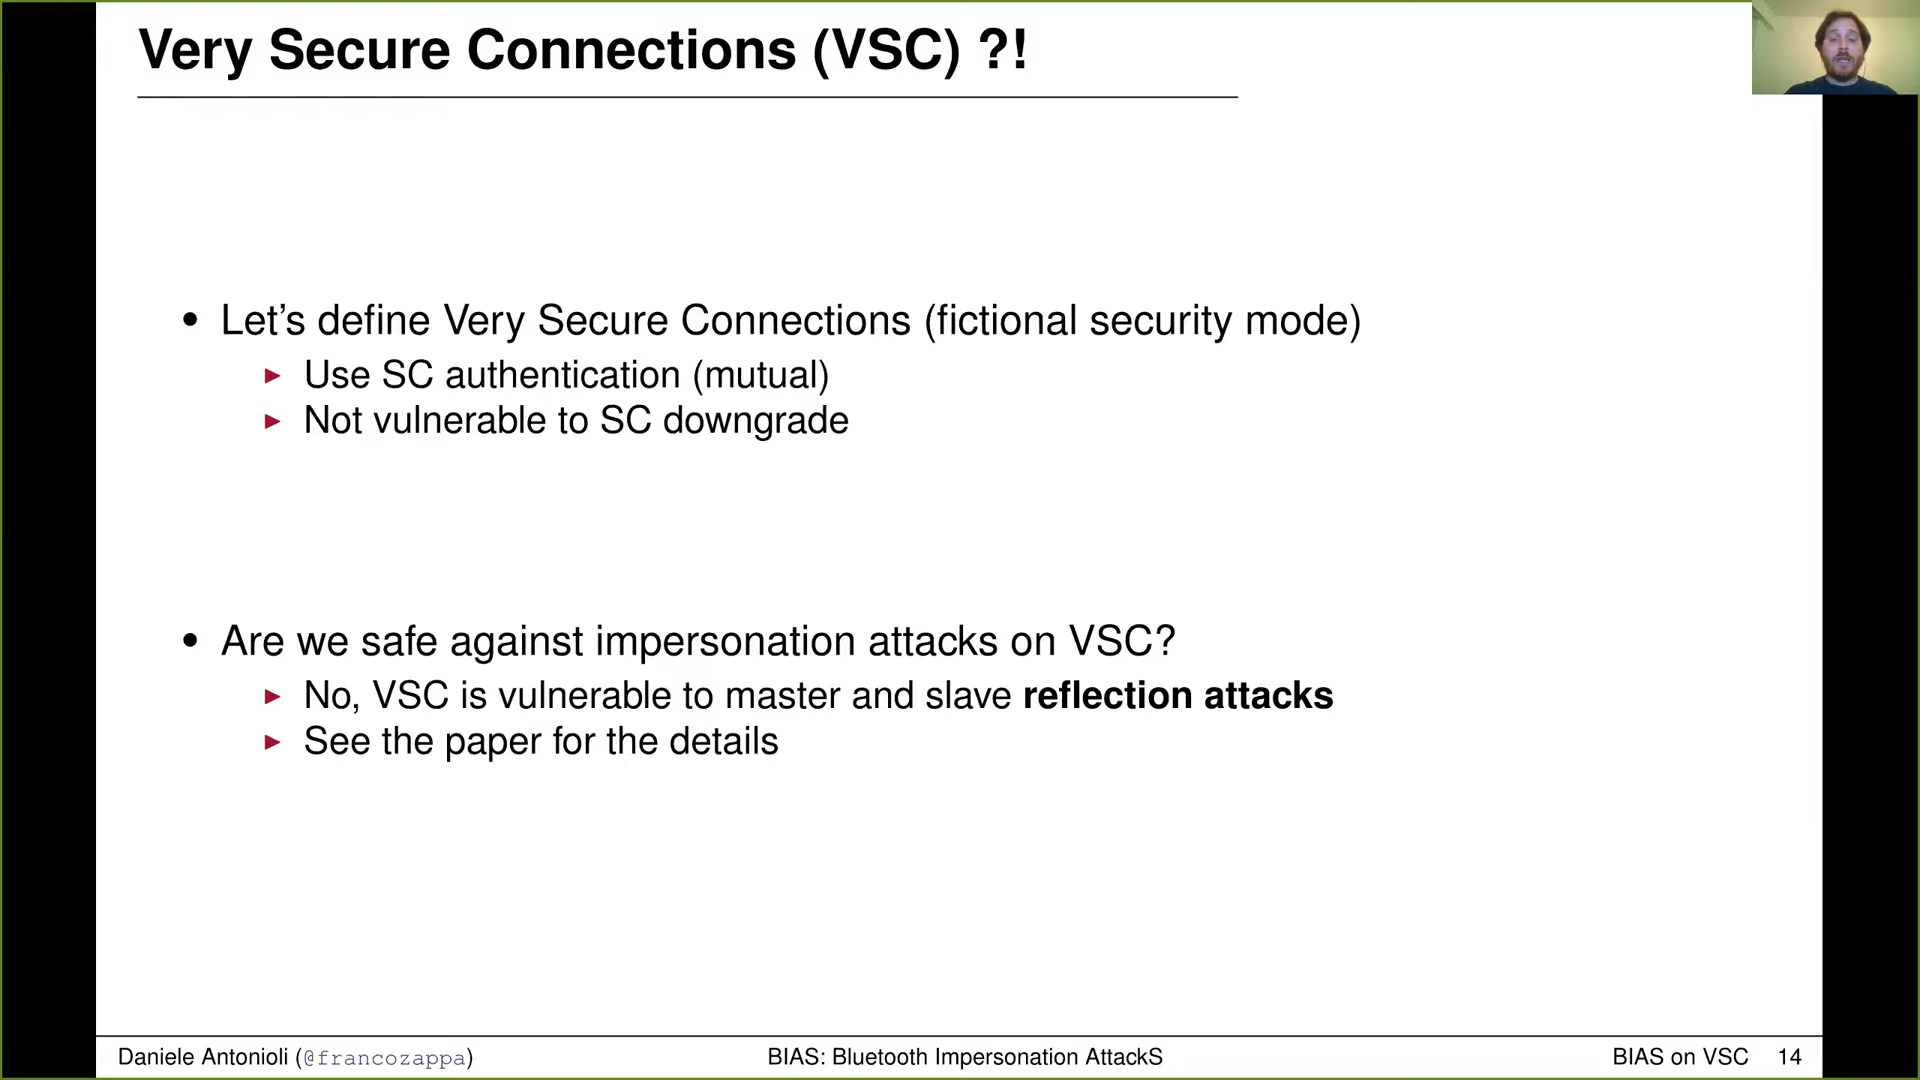 Very Secure Connections (VSC) ?!
• Let's define Very Secure Connections (fictional security mode)
▶ Use SC authentication (mutual)
▶ Not vulnerable to SC downgrade
• Are we safe against impersonation attacks on VSC?
▶ No, VSC is vulnerable to master and slave reflection attacks
▶ See the paper for the details
Daniele Antonioli (@francozappa) BIAS: Bluetooth Impersonation AttackS BIAS on VSC 14